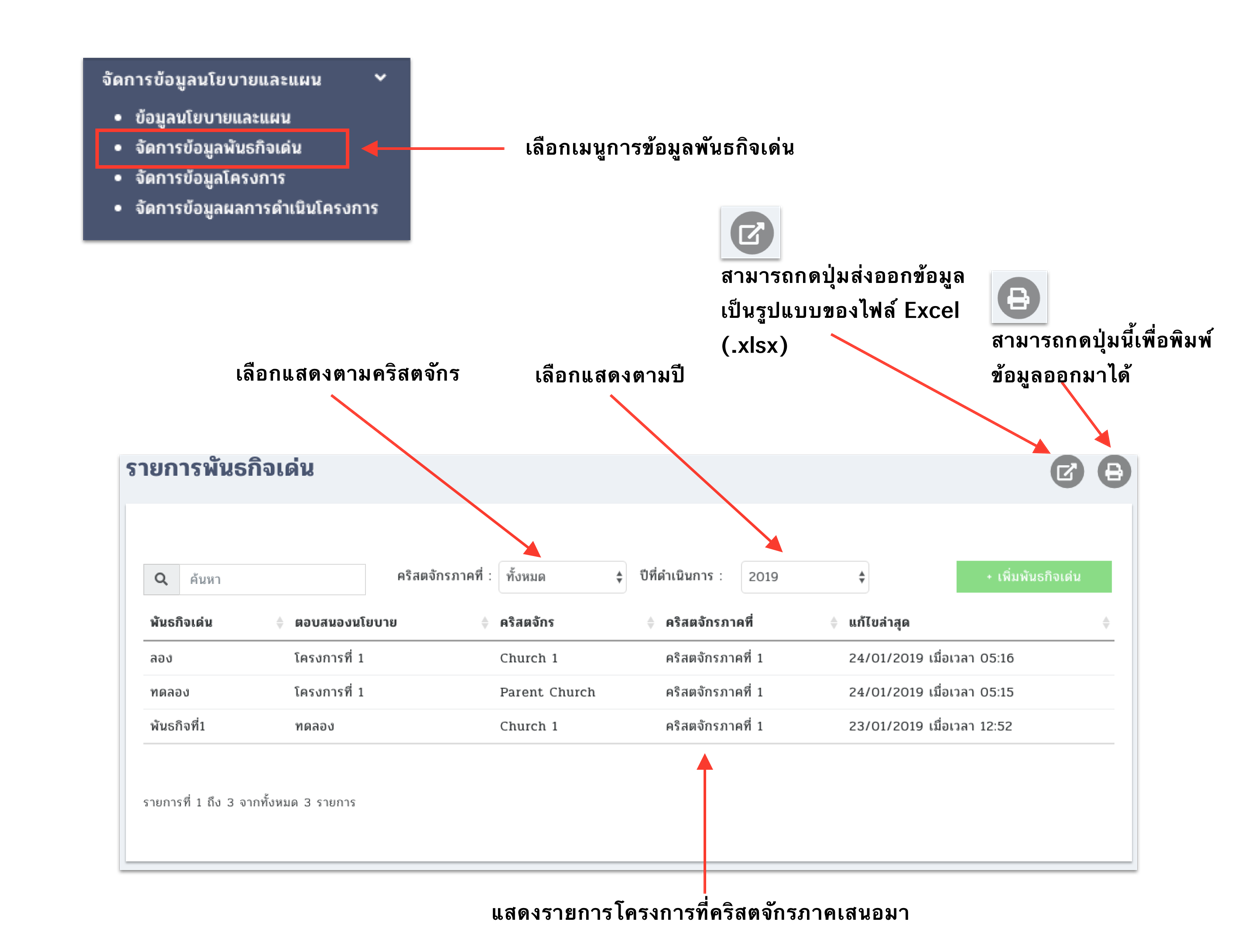 จัดการข้อมูลนโยบายและแผน
ข้อมูลนโยบายและแผน
จัดการข้อมูลพันธกิจเด่น
จัดการข้อมูลโครงการ
จัดการข้อมูลผลการดำเนินโครงการ
เลือกเมนูการข้อมูลพันธกิจเด่น
สามารถกดปุ่มส่งออกข้อมูล
เป็นรูปแบบของไฟล์ Excel
(.xlsx)
สามารถกดปุ่มนี้เพื่อพิมพ์
ข้อมูลออกมาได้
เลือกแสดงตามคริสตจักร
เลือกแสดงตามปี
รายการพันธกิจเด่น
ค้นหา คริสตจักรภาคที่ : ทั้งหมด ปีที่ดำเนินการ : 2019 + เพิ่มพันธกิจเด่น
พันธกิจเด่น ตอบสนองนโยบาย คริสตจักร คริสตจักรภาคที่ แก้ไขล่าสุด
ลอง โครงการที่ 1 Church 1 คริสตจักรภาคที่ 1 24/01/2019 เมื่อเวลา 05:16
ทดลอง โครงการที่ 1 Parent Church คริสตจักรภาคที่ 1 24/01/2019 เมื่อเวลา 05:15
พันธกิจที่1 ทดลอง Church 1 คริสตจักรภาคที่ 1 23/01/2019 เมื่อเวลา 12:52
รายการที่ 1 ถึง 3 จากทั้งหมด 3 รายการ
แสดงรายการโครงการที่คริสตจักรภาคเสนอมา